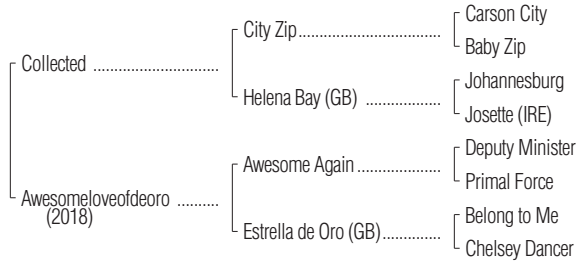 Carson City
City Zip
Baby Zip
Collected
Johannesburg
Helena Bay (GB)
Josette (IRE)
Deputy Minister
Awesome Again
Primal Force
Awesomeloveofdeoro
(2018)
Belong to Me
Estrella de Oro (GB)
Chelsey Dancer